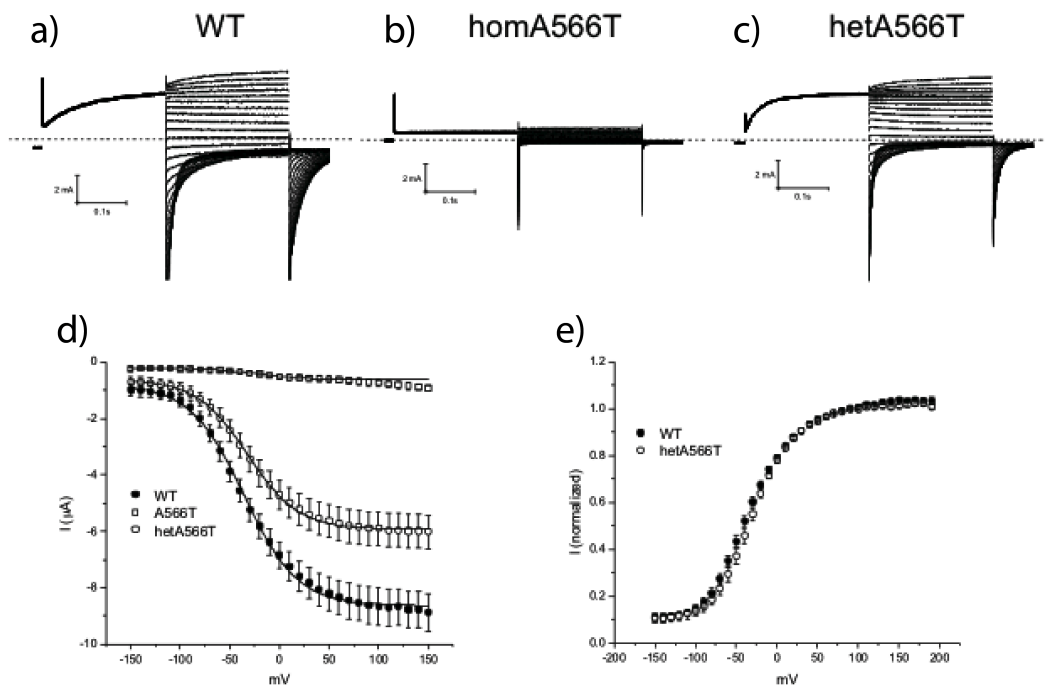 a) WT
b) homA566T
c) hetA566T
2 mA
0.1s
2 mA
0.1s
2 mA
0.1s
d)
0
-2
-4
-6
-8
-10
I (µA)
WT
A566T
hetA566T
-150 -100 -50 0 50 100 150
mV
e)
1.2
1.0
0.8
0.6
0.4
0.2
0.0
I (normalized)
WT
hetA566T
-200 -150 -100 -50 0 50 100 150 200
mV